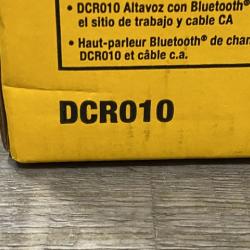 • DCR010 Altavoz con Bluetooth®
el sitio de trabajo y cable CA
• Haut-parleur Bluetooth® de chan
DCR010 et câble c.a.
DCR010